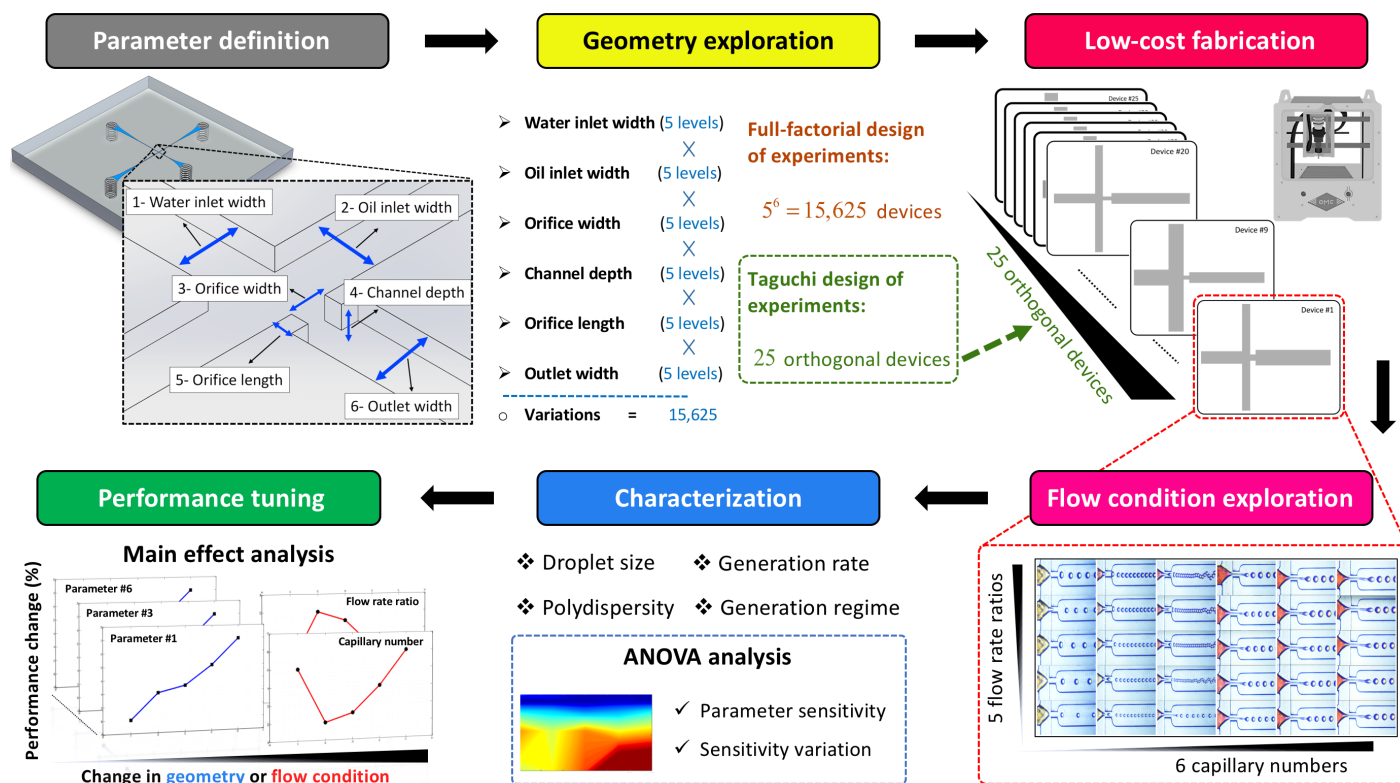 Parameter definition
Geometry exploration
Low-cost fabrication
1- Water inlet width
2- Oil inlet width
3- Orifice width
4- Channel depth
5- Orifice length
6- Outlet width
➢ Water inlet width (5 levels)
X
➢ Oil inlet width (5 levels)
X
➢ Orifice width (5 levels)
X
➢ Channel depth (5 levels)
X
➢ Orifice length (5 levels)
X
➢ Outlet width (5 levels)
○ Variations = 15,625
Full-factorial design
of experiments:
5⁶ = 15,625 devices
Taguchi design of
experiments:
25 orthogonal devices
Device #25
Device #20
Device #9
Device #1
25 orthogonal devices
Performance tuning
Characterization
Flow condition exploration
Main effect analysis
Performance change (%)
Parameter #6
Parameter #3
Parameter #1
Flow rate ratio
Capillary number
Change in geometry or flow condition
❖ Droplet size ❖ Generation rate
❖ Polydispersity ❖ Generation regime
ANOVA analysis
✓ Parameter sensitivity
✓ Sensitivity variation
5 flow rate ratios
6 capillary numbers